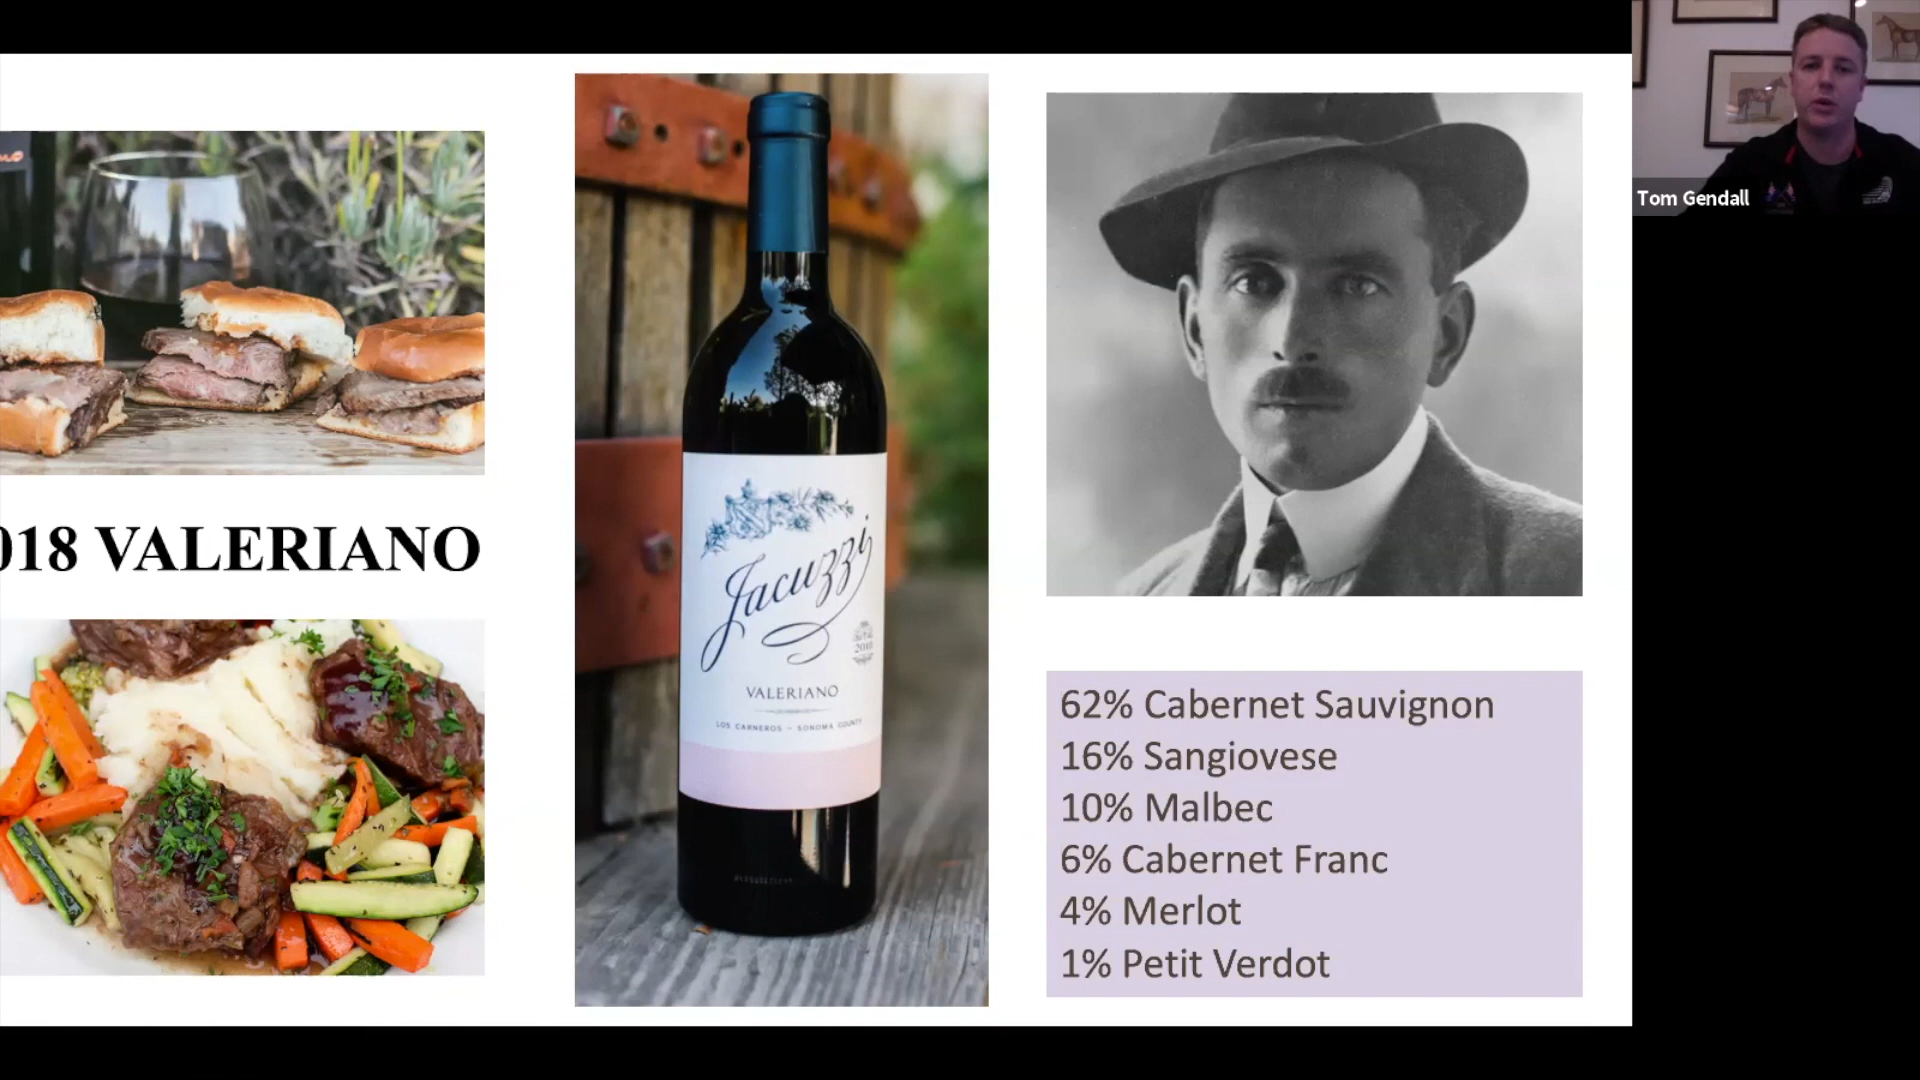 018 VALERIANO
Jacuzzi
VALERIANO
LOS CARNEROS – SONOMA COUNTY
62% Cabernet Sauvignon
16% Sangiovese
10% Malbec
6% Cabernet Franc
4% Merlot
1% Petit Verdot
Tom Gendall